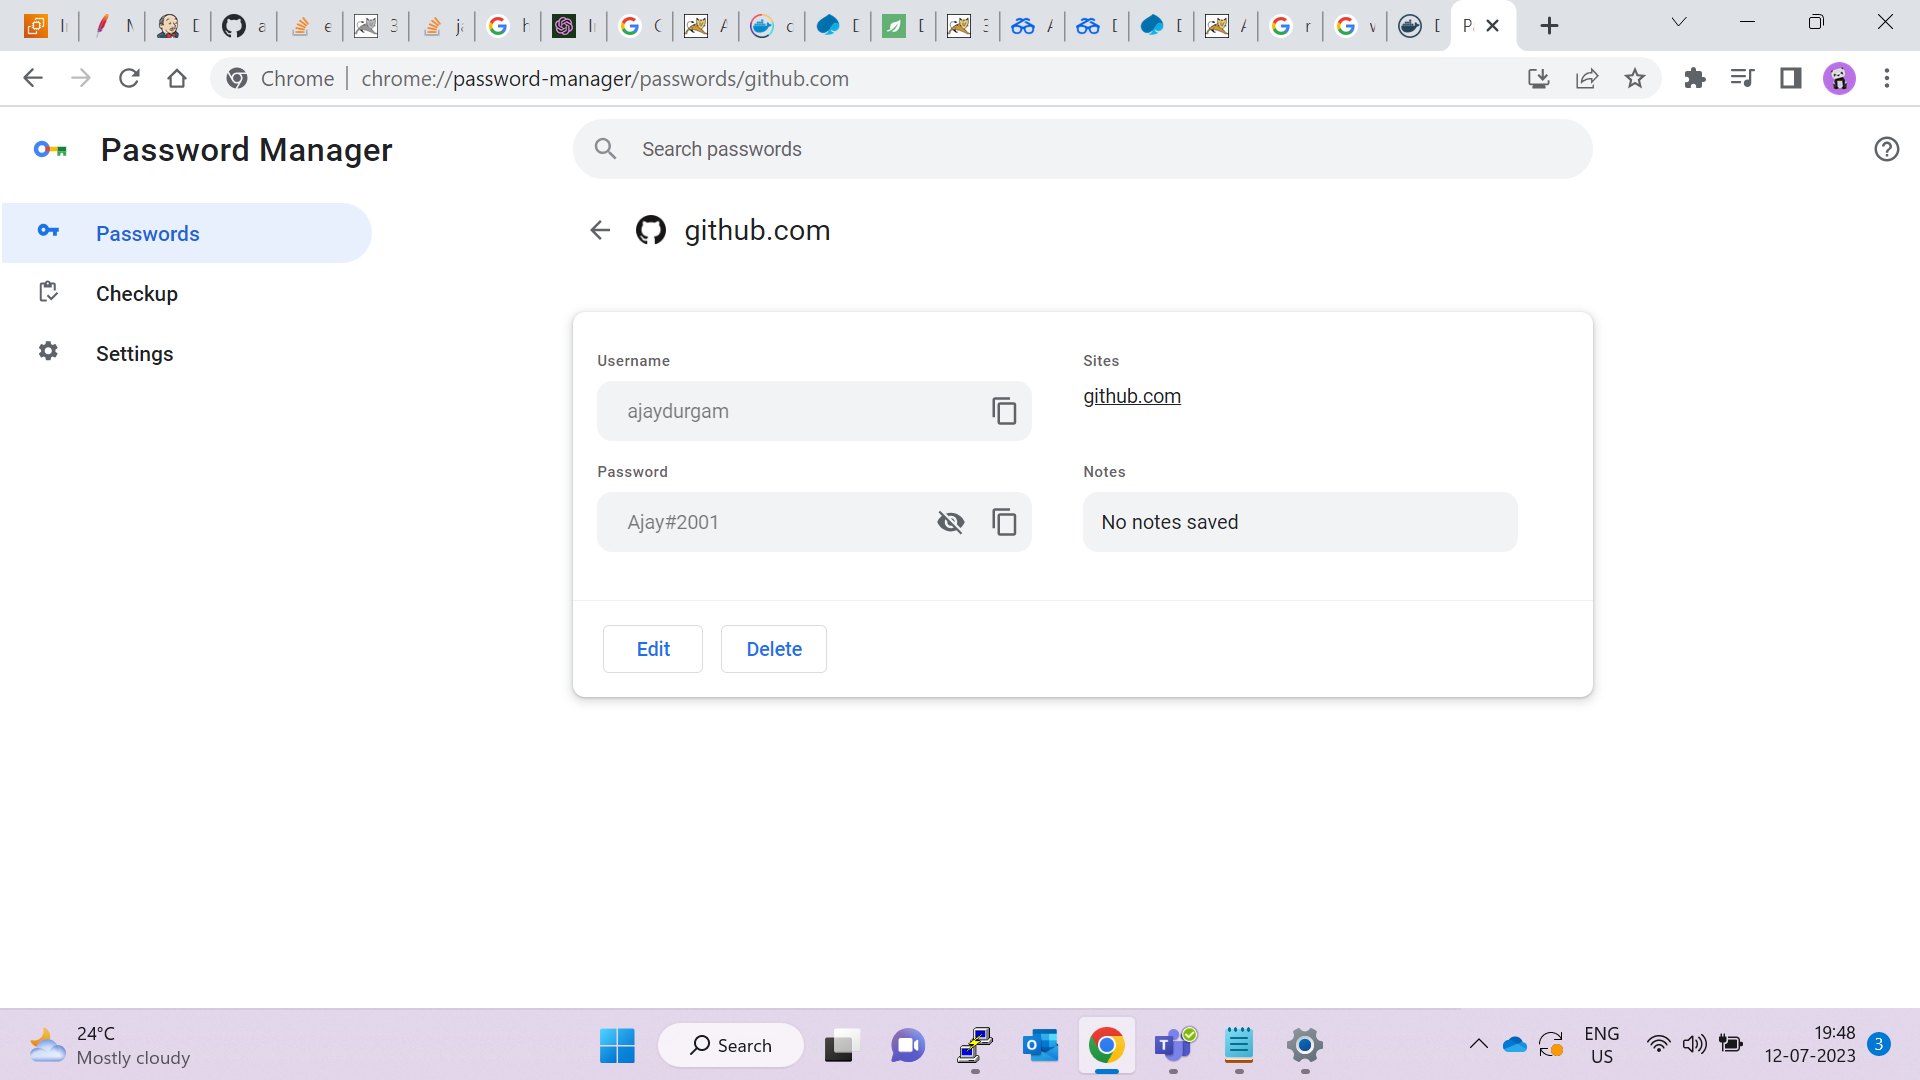 Chrome chrome://password-manager/passwords/github.com
Password Manager
Search passwords
Passwords
github.com
Checkup
Settings
Username
Sites
ajaydurgam
github.com
Password
Notes
Ajay#2001
No notes saved
Edit
Delete
24°C
Mostly cloudy
Search
ENG
US
19:48
12-07-2023
3